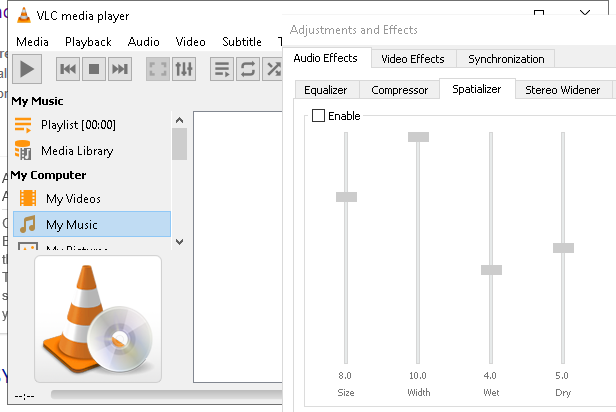 VLC media player
Media Playback Audio Video Subtitle T
My Music
Playlist [00:00]
Media Library
My Computer
My Videos
My Music
My Pictures
--:--
Adjustments and Effects
Audio Effects Video Effects Synchronization
Equalizer Compressor Spatializer Stereo Widener
Enable
8.0 10.0 4.0 5.0
Size Width Wet Dry